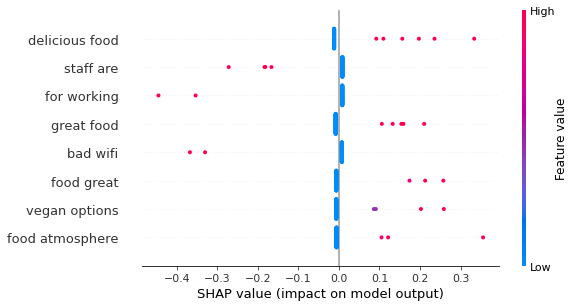 High
delicious food
staff are
for working
great food
bad wifi
food great
vegan options
food atmosphere
Feature value
Low
−0.4 −0.3 −0.2 −0.1 0.0 0.1 0.2 0.3
SHAP value (impact on model output)